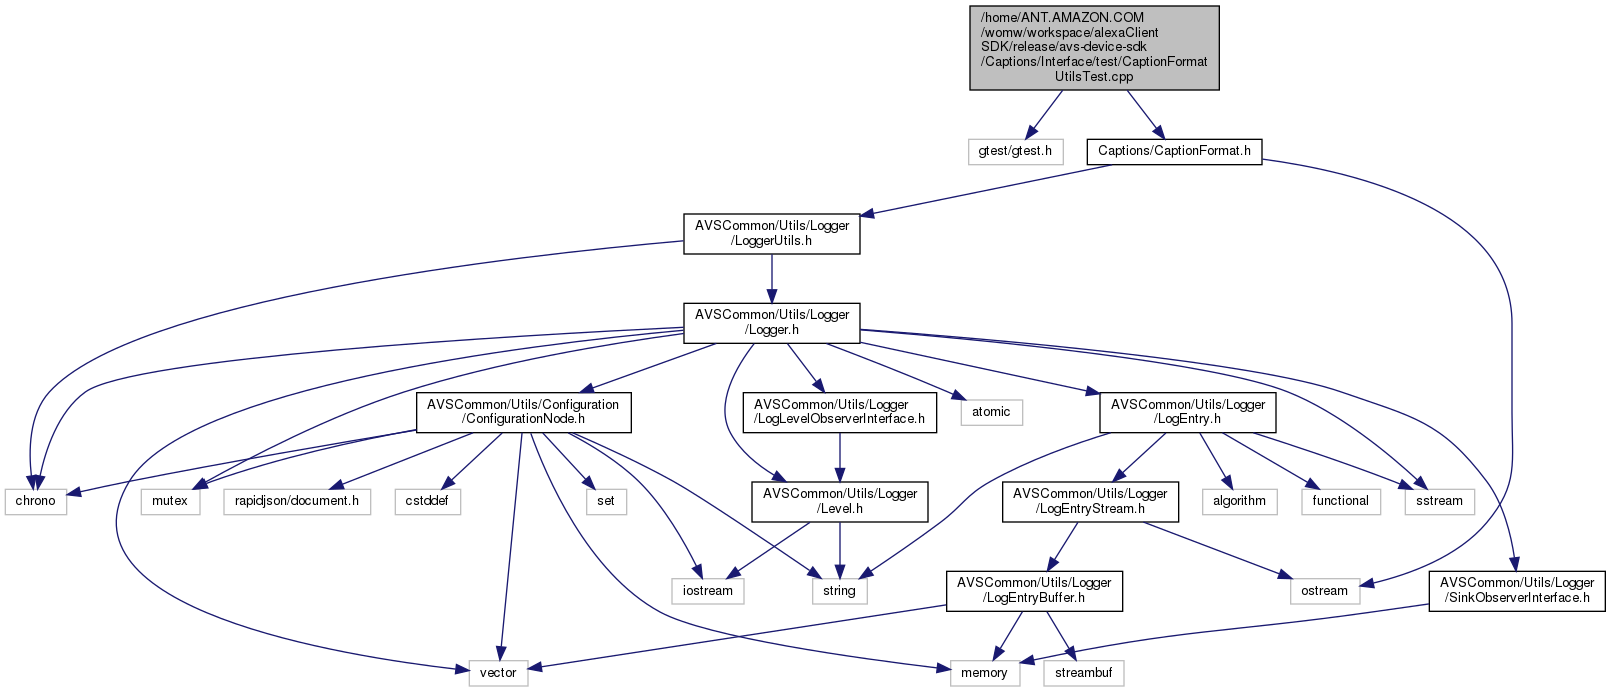 /home/ANT.AMAZON.COM
/womw/workspace/alexaClient
SDK/release/avs-device-sdk
/Captions/Interface/test/CaptionFormat
UtilsTest.cpp
gtest/gtest.h
Captions/CaptionFormat.h
AVSCommon/Utils/Logger
/LoggerUtils.h
AVSCommon/Utils/Logger
/Logger.h
AVSCommon/Utils/Configuration
/ConfigurationNode.h
AVSCommon/Utils/Logger
/LogLevelObserverInterface.h
atomic
AVSCommon/Utils/Logger
/LogEntry.h
chrono
mutex
rapidjson/document.h
cstddef
set
AVSCommon/Utils/Logger
/Level.h
AVSCommon/Utils/Logger
/LogEntryStream.h
algorithm
functional
sstream
iostream
string
AVSCommon/Utils/Logger
/LogEntryBuffer.h
ostream
AVSCommon/Utils/Logger
/SinkObserverInterface.h
vector
memory
streambuf